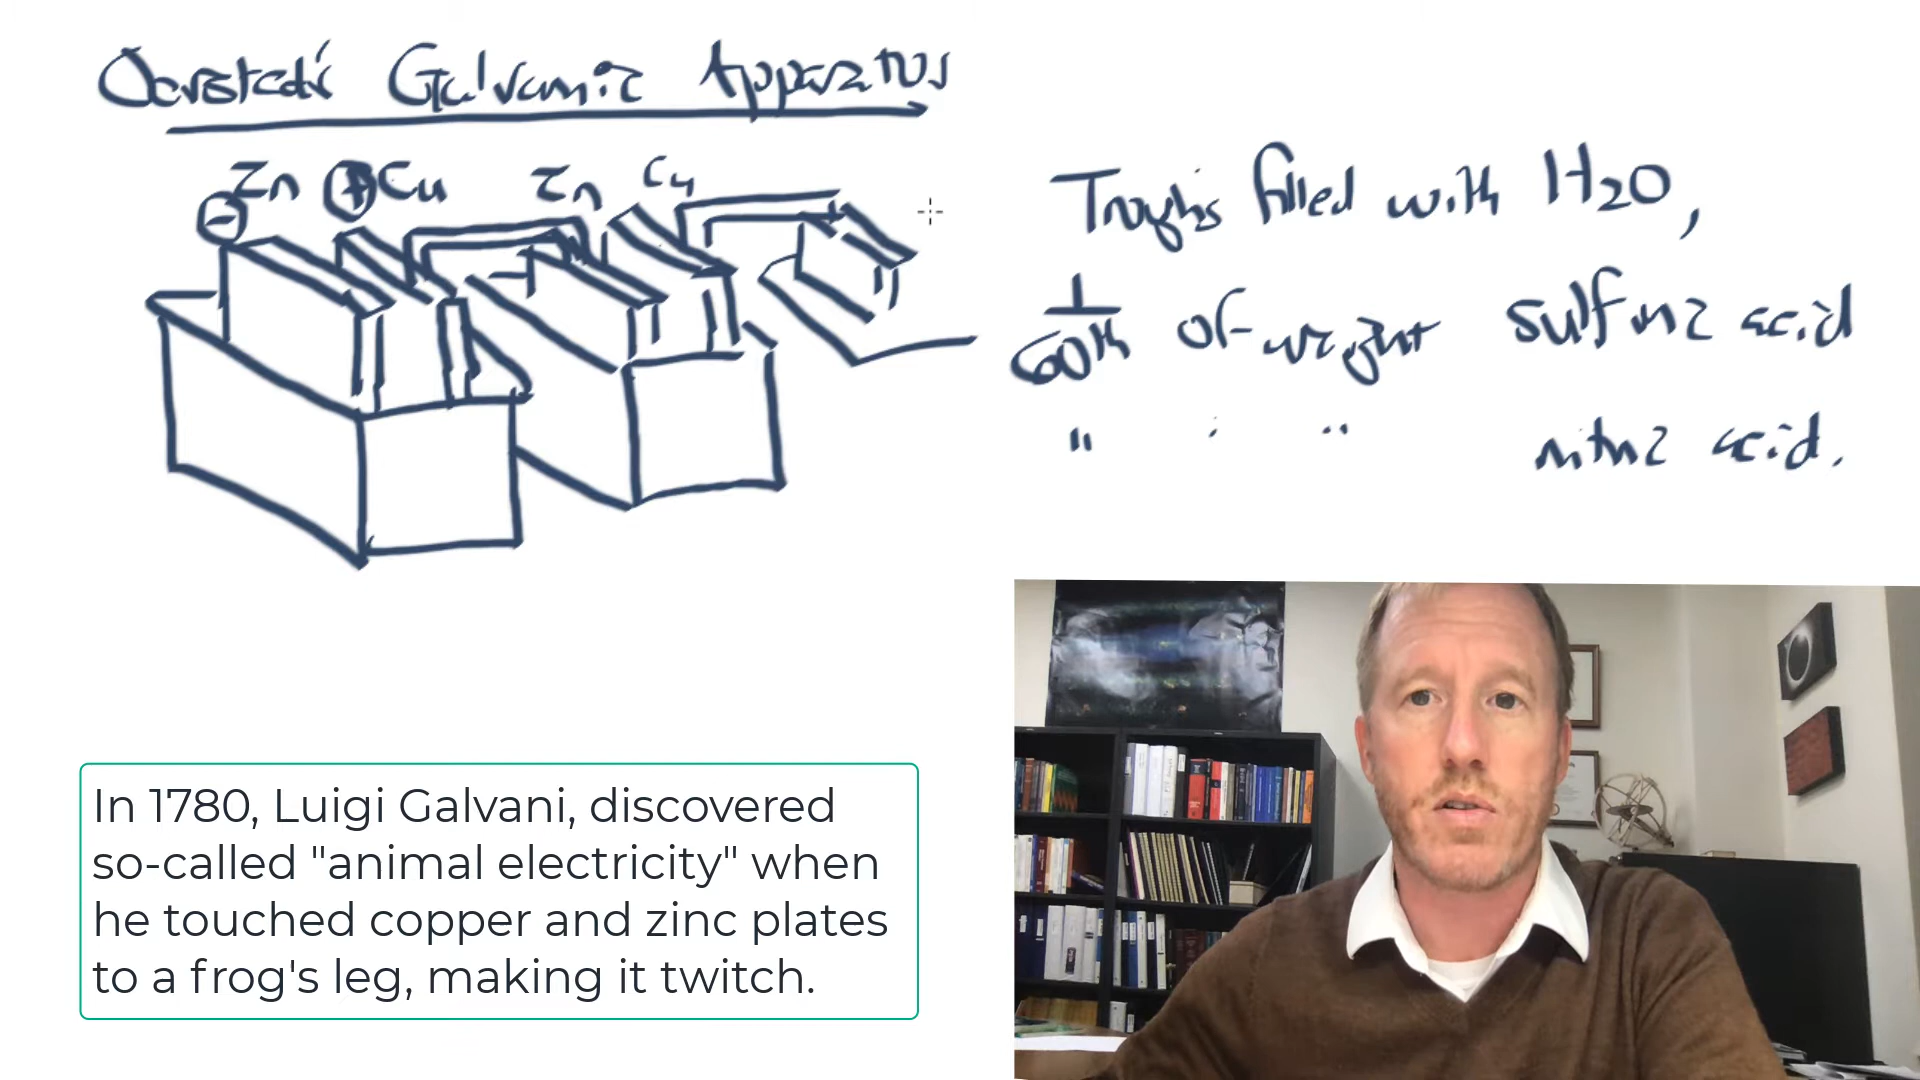 Oersted's Galvanic Apparatus
Zn + Cu Zn Cu
-
Troughs filled with H2O,
1/60th of weight sulfuric acid
" " " nitric acid.
In 1780, Luigi Galvani, discovered
so-called "animal electricity" when
he touched copper and zinc plates
to a frog's leg, making it twitch.